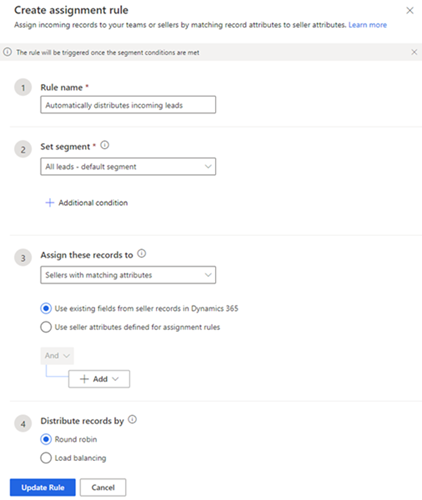 Create assignment rule
Assign incoming records to your teams or sellers by matching record attributes to seller attributes. Learn more
The rule will be triggered once the segment conditions are met
1 Rule name *
Automatically distributes incoming leads
2 Set segment *
All leads - default segment
Additional condition
3 Assign these records to
Sellers with matching attributes
Use existing fields from seller records in Dynamics 365
Use seller attributes defined for assignment rules
And
Add
4 Distribute records by
Round robin
Load balancing
Update Rule Cancel